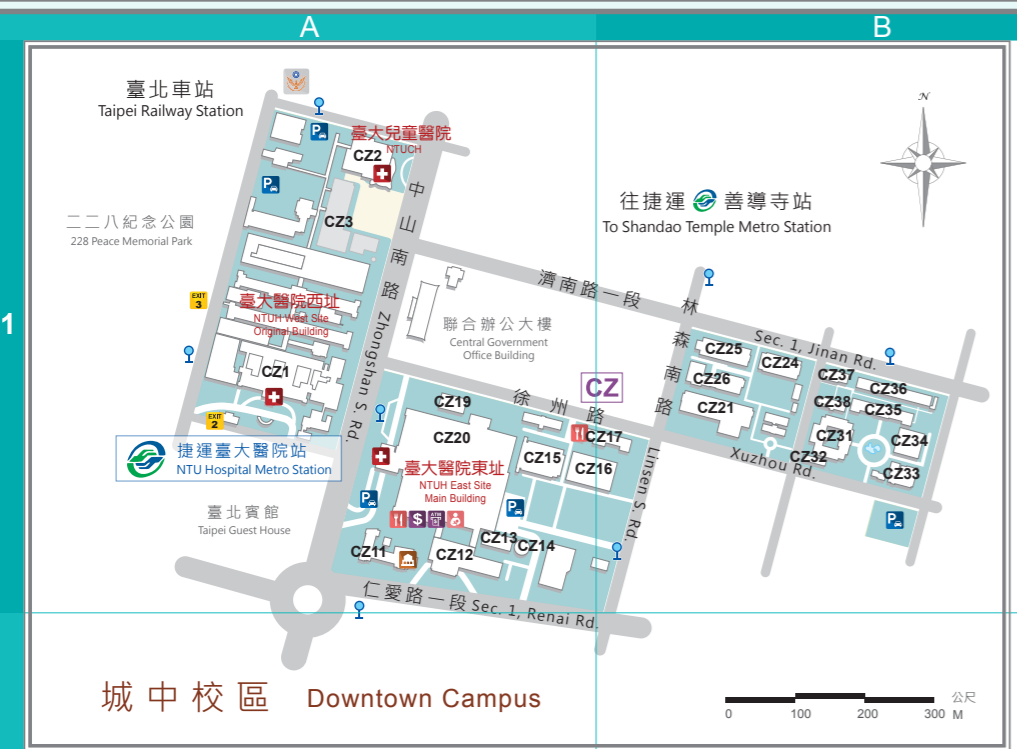 A
B
1
臺北車站
Taipei Railway Station
N
P
臺大兒童醫院
NTUCH
CZ2
P
CZ3
二二八紀念公園
228 Peace Memorial Park
往捷運 善導寺站
To Shandao Temple Metro Station
中山南路 Zhongshan S. Rd.
濟南路一段 Sec. 1, Jinan Rd.
EXIT
3
臺大醫院西址
NTUH West Site
Original Building
聯合辦公大樓
Central Government
Office Building
林森南路 Linsen S. Rd.
CZ1
EXIT
2
CZ
徐州路 Xuzhou Rd.
CZ25
CZ24
CZ26
CZ21
CZ37
CZ36
CZ38
CZ35
CZ31
CZ34
CZ32
CZ33
P
捷運臺大醫院站
NTU Hospital Metro Station
CZ19
CZ20
CZ17
CZ15
CZ16
臺大醫院東址
NTUH East Site
Main Building
P
$
ATM
P
臺北賓館
Taipei Guest House
CZ11
CZ12
CZ13
CZ14
仁愛路一段 Sec. 1, Renai Rd.
城中校區 Downtown Campus
公尺
0 100 200 300 M